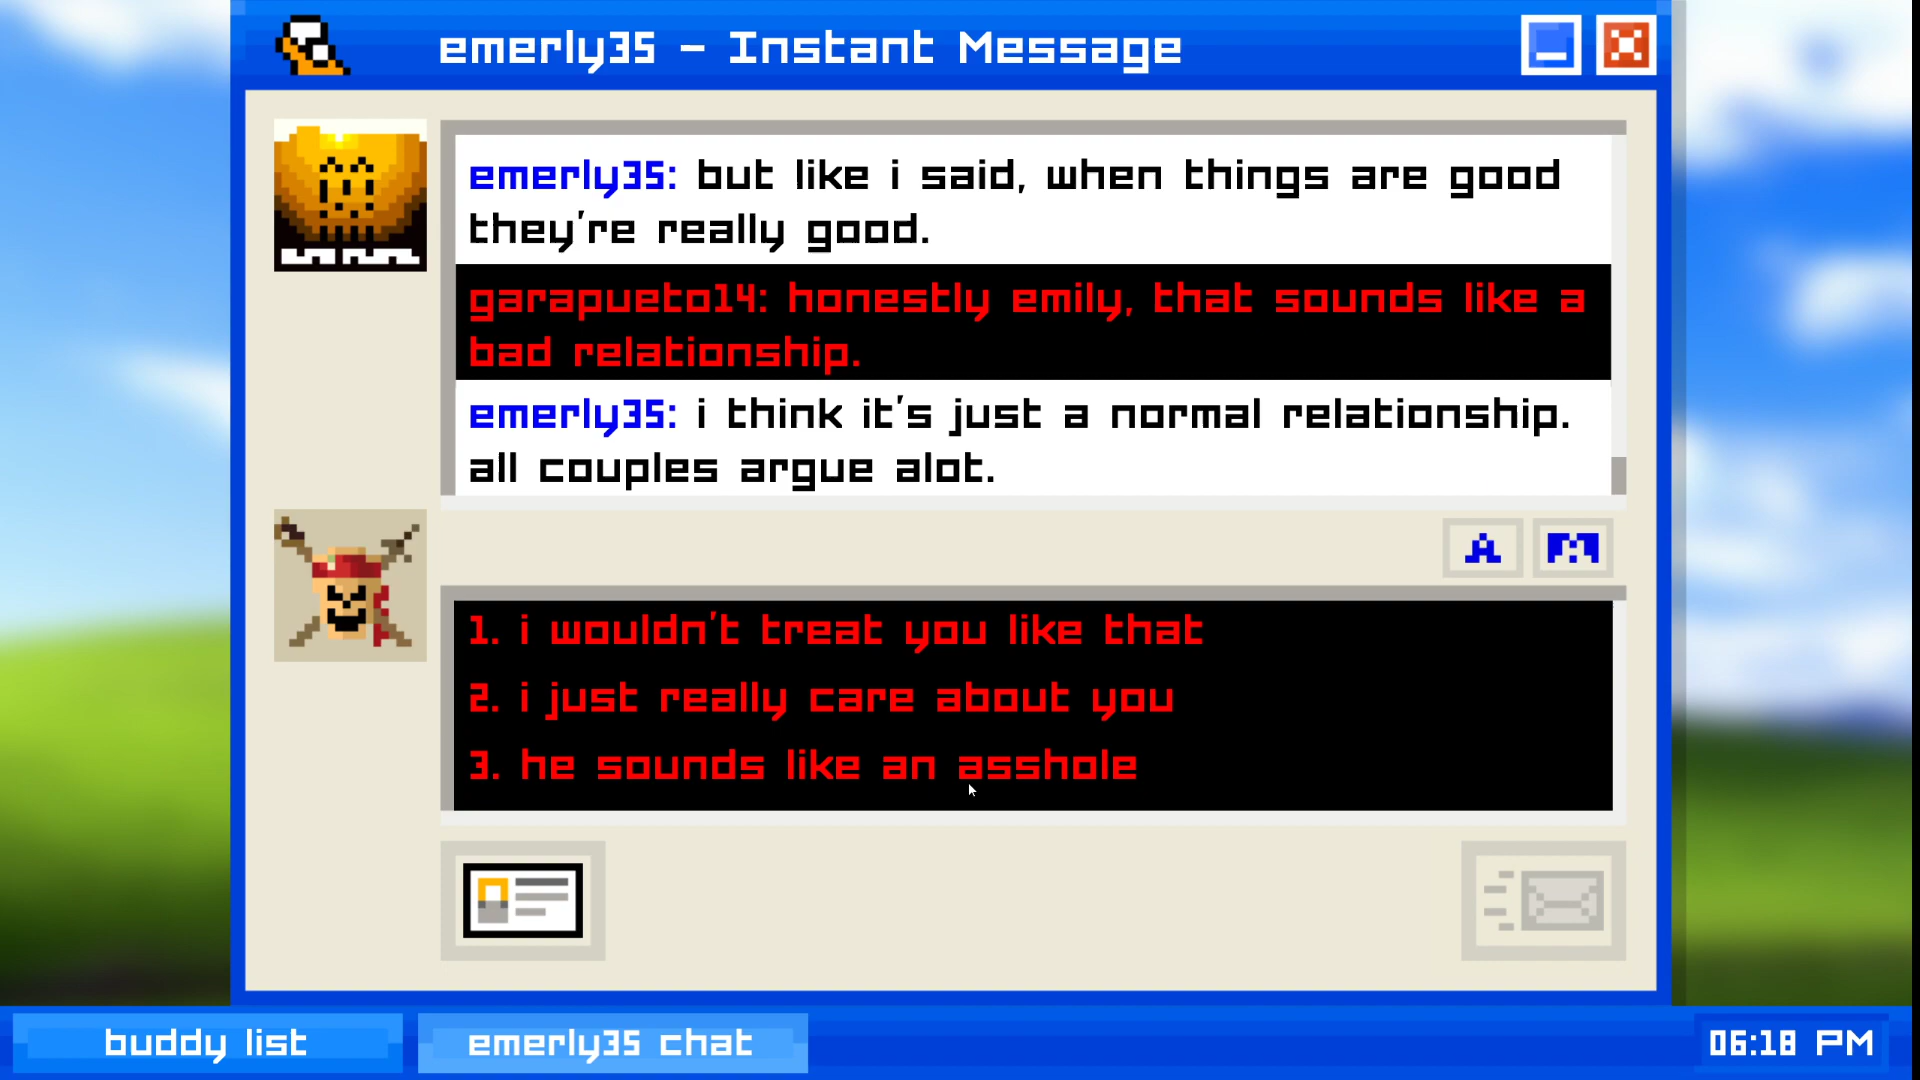 emerly35 - Instant Message
emerly35: but like i said, when things are good
they're really good.
garapueto14: honestly emily, that sounds like a
bad relationship.
emerly35: i think it's just a normal relationship.
all couples argue alot.
A M
1. i wouldn't treat you like that
2. i just really care about you
3. he sounds like an asshole
buddy list
emerly35 chat
06:18 PM